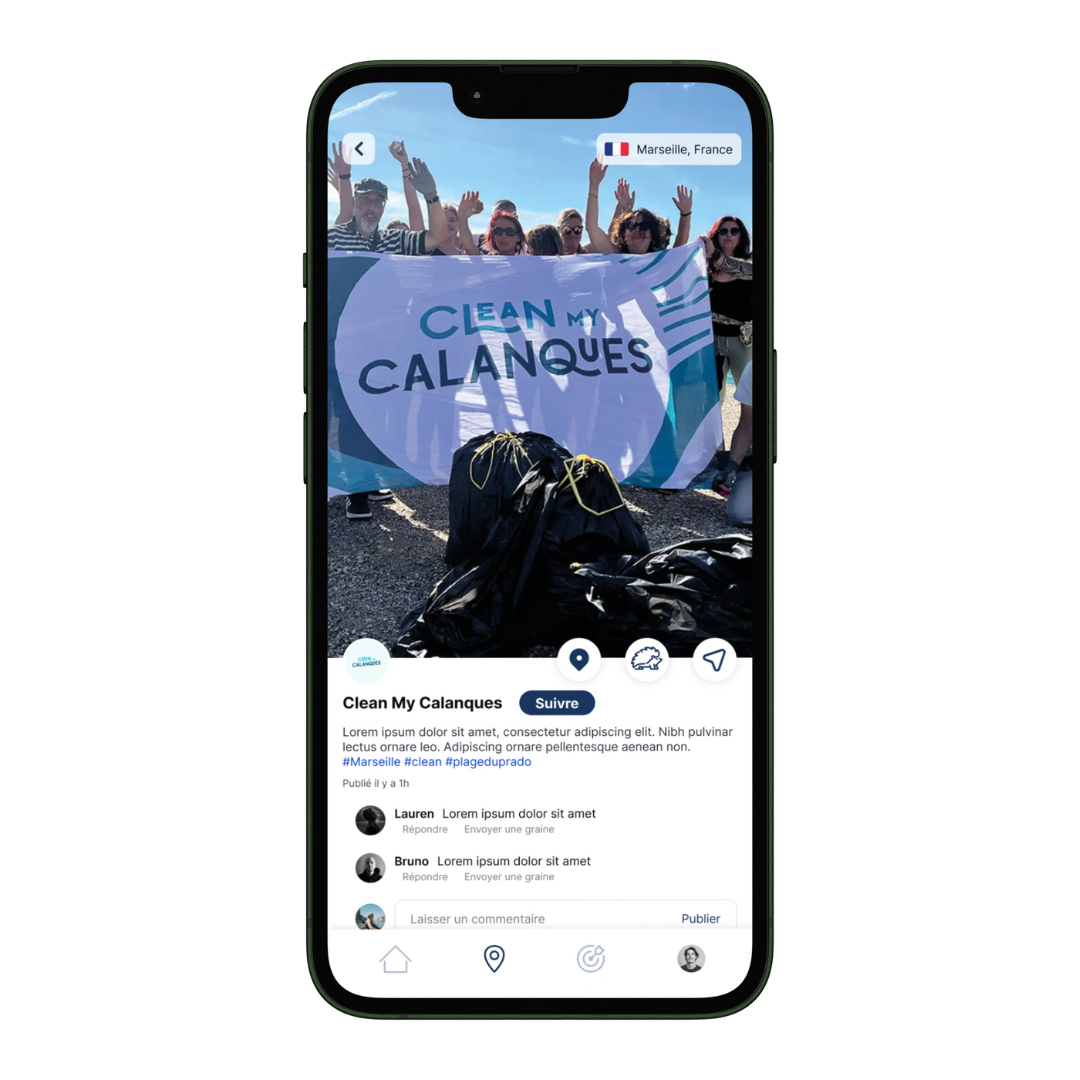 Marseille, France
CLEAN MY
CALANQUES
CLEAN MY
CALANQUES
Clean My Calanques
Suivre
Lorem ipsum dolor sit amet, consectetur adipiscing elit. Nibh pulvinar
lectus ornare leo. Adipiscing ornare pellentesque aenean non.
#Marseille #clean #plageduprado
Publié il y a 1h
Lauren Lorem ipsum dolor sit amet
Répondre Envoyer une graine
Bruno Lorem ipsum dolor sit amet
Répondre Envoyer une graine
Laisser un commentaire Publier